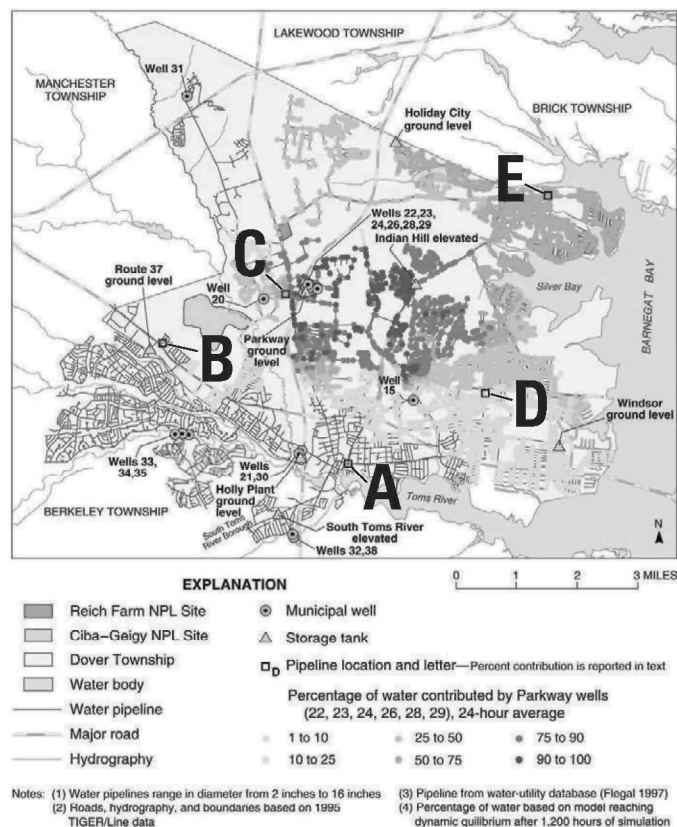 LAKEWOOD TOWNSHIP
MANCHESTER
TOWNSHIP
Well 31
Holiday City
ground level
BRICK TOWNSHIP
E
Wells 22,23,
24,26,28,29
Indian Hill elevated
C
Route 37
ground level
Well
20
Silver Bay
BARNEGAT BAY
B
Parkway
ground
level
Well
15
D
Windsor
ground level
Wells 33,
34,35
Wells
21,30
A
Holly Plant
ground
level
Toms River
BERKELEY TOWNSHIP
South Toms
River Borough
South Toms River
elevated
Wells 32,38
N
EXPLANATION
0 1 2 3 MILES
Reich Farm NPL Site
Ciba–Geigy NPL Site
Dover Township
Water body
Water pipeline
Major road
Hydrography
Municipal well
Storage tank
D Pipeline location and letter—Percent contribution is reported in text
Percentage of water contributed by Parkway wells
(22, 23, 24, 26, 28, 29), 24-hour average
1 to 10 25 to 50 75 to 90
10 to 25 50 to 75 90 to 100
Notes: (1) Water pipelines range in diameter from 2 inches to 16 inches
(2) Roads, hydrography, and boundaries based on 1995
TIGER/Line data
(3) Pipeline from water-utility database (Flegal 1997)
(4) Percentage of water based on model reaching
dynamic quilibrium after 1,200 hours of simulation